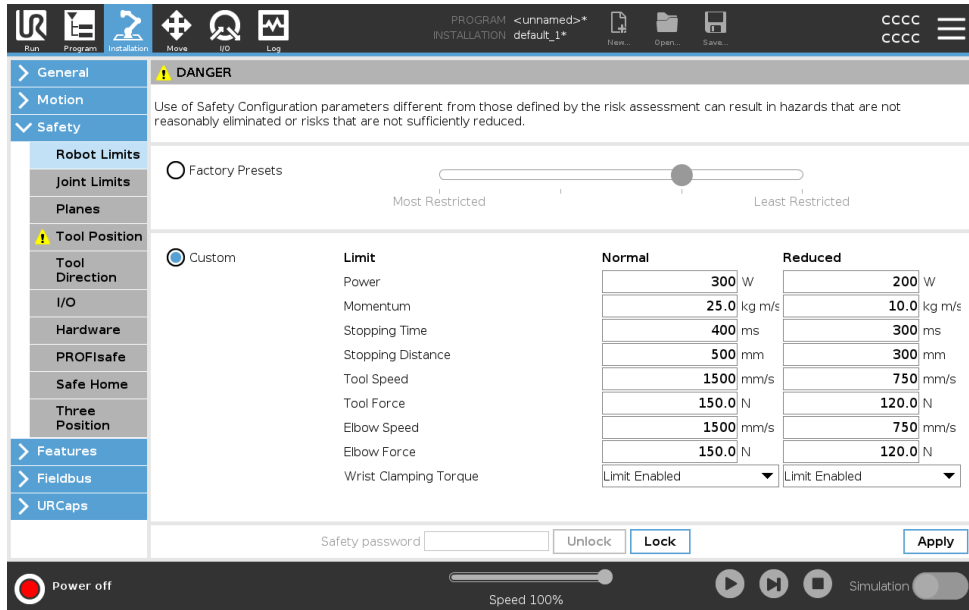 PROGRAM <unnamed>*
INSTALLATION default_1*
CCCC
CCCC
UR
Run
Program
Installation
Move
I/O
Log
New...
Open...
Save...
General
Motion
Safety
Robot Limits
Joint Limits
Planes
Tool Position
Tool
Direction
I/O
Hardware
PROFIsafe
Safe Home
Three
Position
Features
Fieldbus
URCaps
DANGER
Use of Safety Configuration parameters different from those defined by the risk assessment can result in hazards that are not
reasonably eliminated or risks that are not sufficiently reduced.
Factory Presets
Most Restricted Least Restricted
Custom Limit Normal Reduced
Power 300 W 200 W
Momentum 25.0 kg m/s 10.0 kg m/s
Stopping Time 400 ms 300 ms
Stopping Distance 500 mm 300 mm
Tool Speed 1500 mm/s 750 mm/s
Tool Force 150.0 N 120.0 N
Elbow Speed 1500 mm/s 750 mm/s
Elbow Force 150.0 N 120.0 N
Wrist Clamping Torque Limit Enabled Limit Enabled
Safety password Unlock Lock Apply
Power off
Speed 100%
Simulation